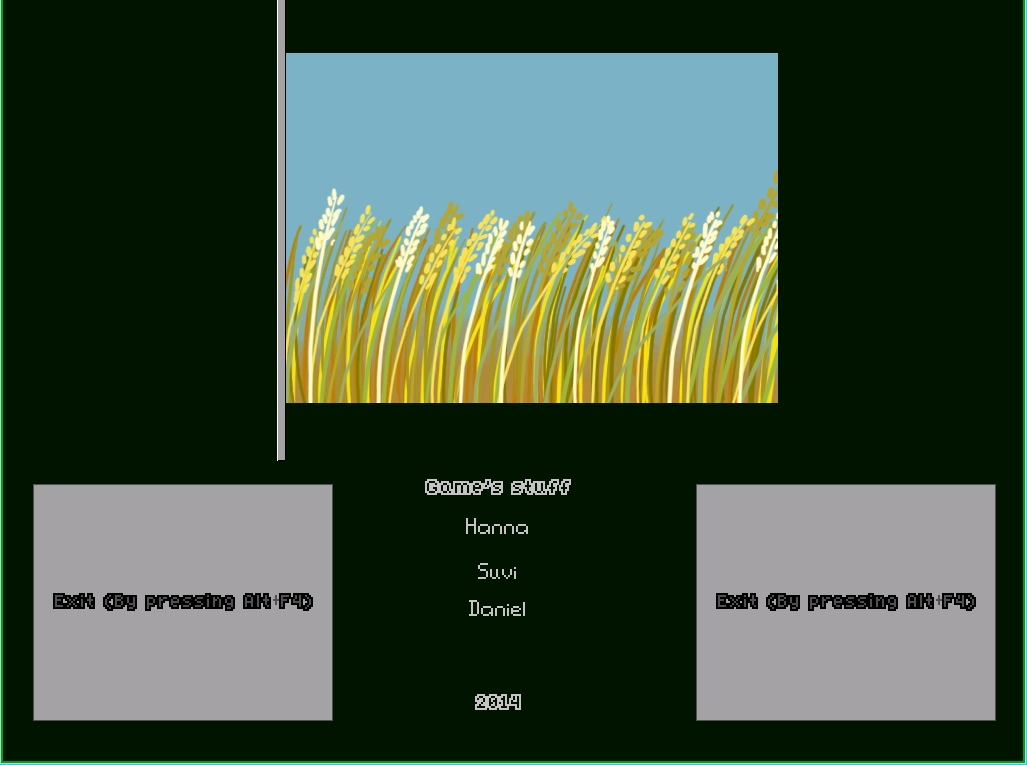 Game's stuff
Hanna
Suvi
Daniel
Exit (By pressing Alt+F4)
Exit (By pressing Alt+F4)
2014